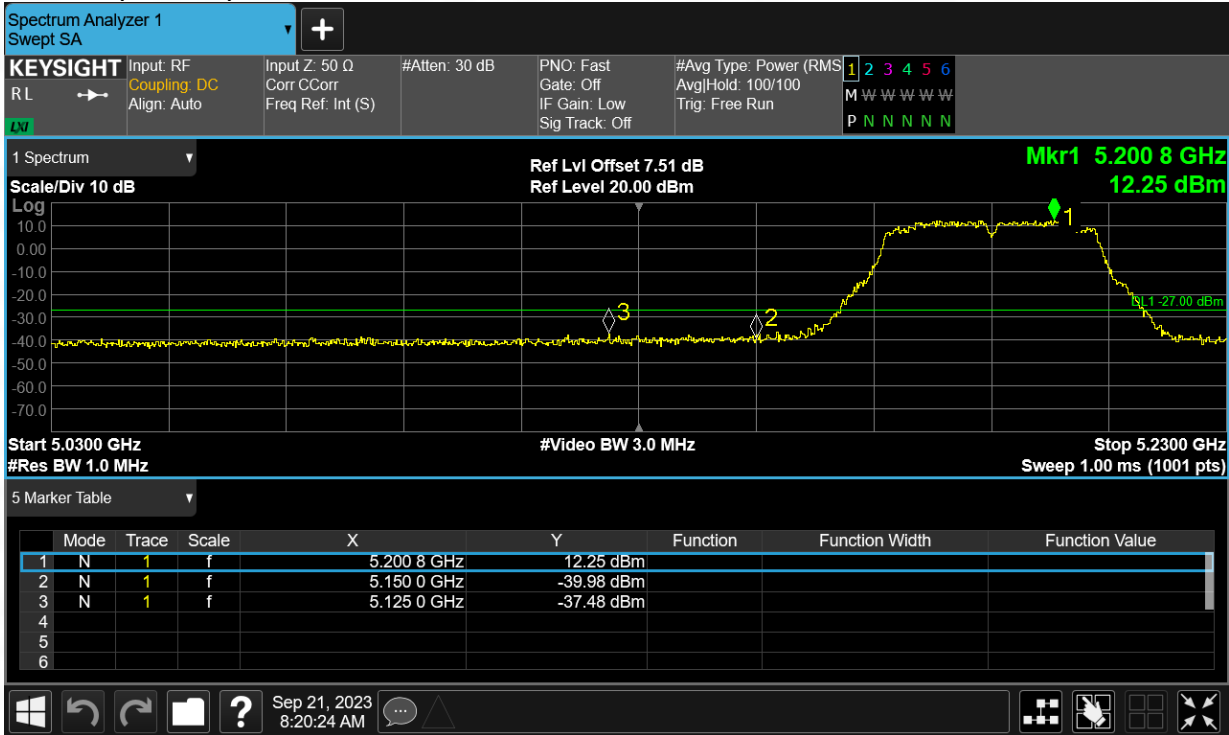 Spectrum Analyzer 1
Swept SA
KEYSIGHT Input: RF Input Z: 50 Ω #Atten: 30 dB PNO: Fast #Avg Type: Power (RMS 1 2 3 4 5 6
RL Coupling: DC Corr CCorr Gate: Off Avg|Hold: 100/100 M W W W W W
Align: Auto Freq Ref: Int (S) IF Gain: Low Trig: Free Run
LXI Sig Track: Off P N N N N N
1 Spectrum Ref Lvl Offset 7.51 dB Mkr1 5.200 8 GHz
Scale/Div 10 dB Ref Level 20.00 dBm 12.25 dBm
Log
1
10.0
0.00
-10.0
-20.0
DL1 -27.00 dBm
3
2
-30.0
-40.0
-50.0
-60.0
-70.0
Start 5.0300 GHz #Video BW 3.0 MHz Stop 5.2300 GHz
#Res BW 1.0 MHz Sweep 1.00 ms (1001 pts)
5 Marker Table
Mode Trace Scale X Y Function Function Width Function Value
1 N 1 f 5.200 8 GHz 12.25 dBm
2 N 1 f 5.150 0 GHz -39.98 dBm
3 N 1 f 5.125 0 GHz -37.48 dBm
4
5
6
? Sep 21, 2023
8:20:24 AM